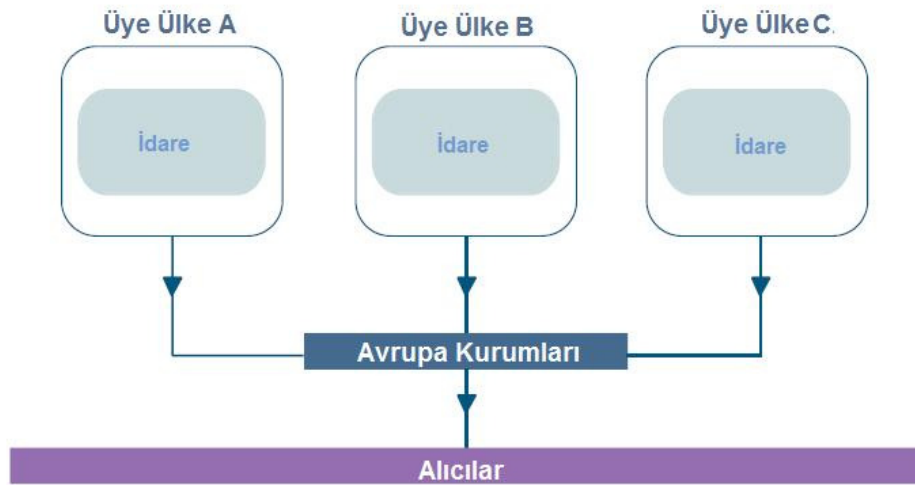 Üye Ülke A
Üye Ülke B
Üye Ülke C.
İdare
İdare
İdare
Avrupa Kurumları
Alıcılar